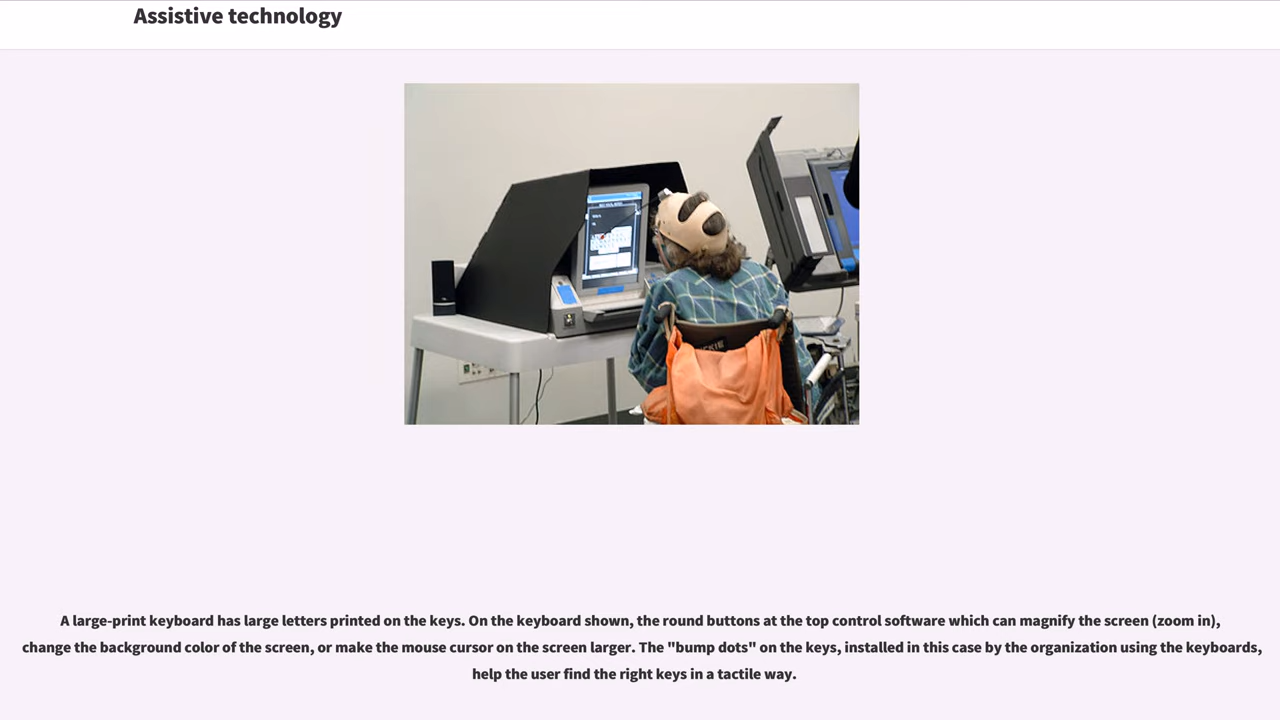 Assistive technology
A large-print keyboard has large letters printed on the keys. On the keyboard shown, the round buttons at the top control software which can magnify the screen (zoom in),
change the background color of the screen, or make the mouse cursor on the screen larger. The "bump dots" on the keys, installed in this case by the organization using the keyboards,
help the user find the right keys in a tactile way.